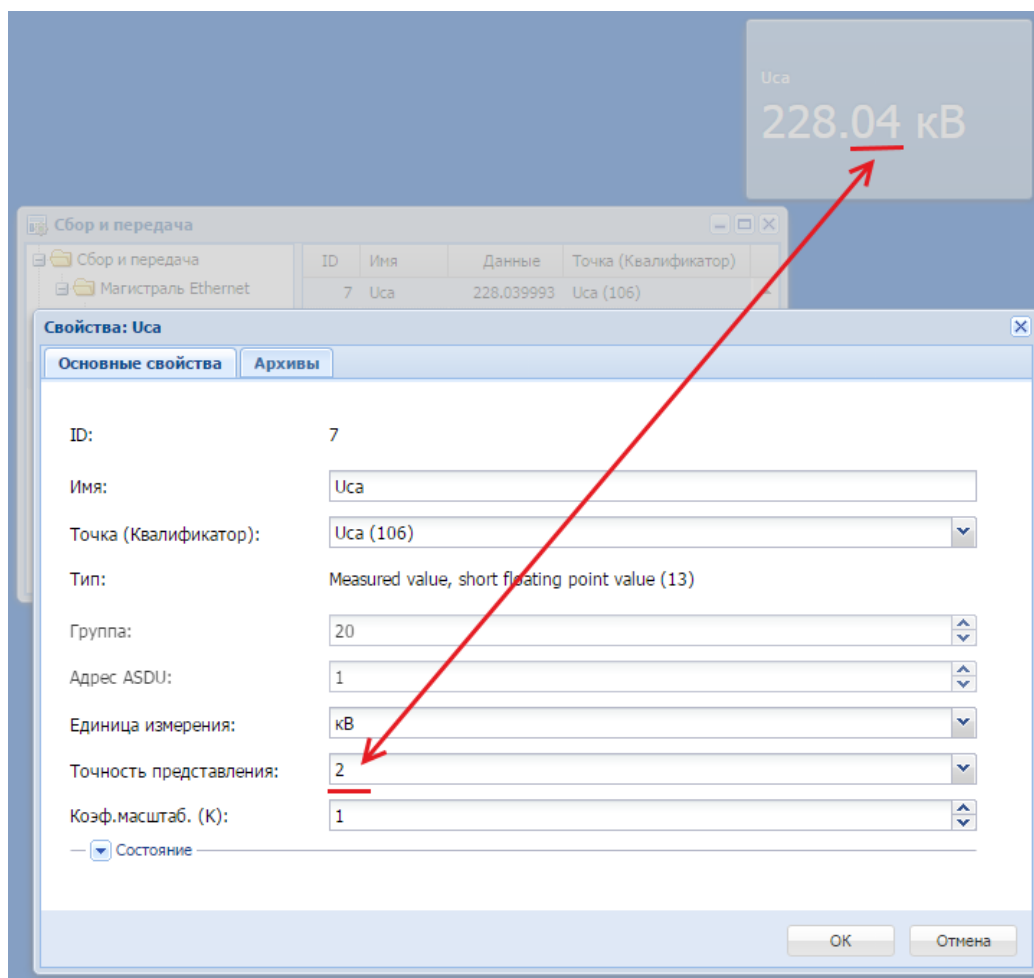 Uca
228.04 кВ
Сбор и передача
Сбор и передача
ID Имя Данные Точка (Квалификатор)
Магистраль Ethernet
7 Uca 228.039993 Uca (106)
Свойства: Uca
Основные свойства Архивы
ID: 7
Имя: Uca
Точка (Квалификатор): Uca (106)
Тип: Measured value, short floating point value (13)
Группа: 20
Адрес ASDU: 1
Единица измерения: кВ
Точность представления: 2
Коэф.масштаб. (К): 1
Состояние
ОК Отмена